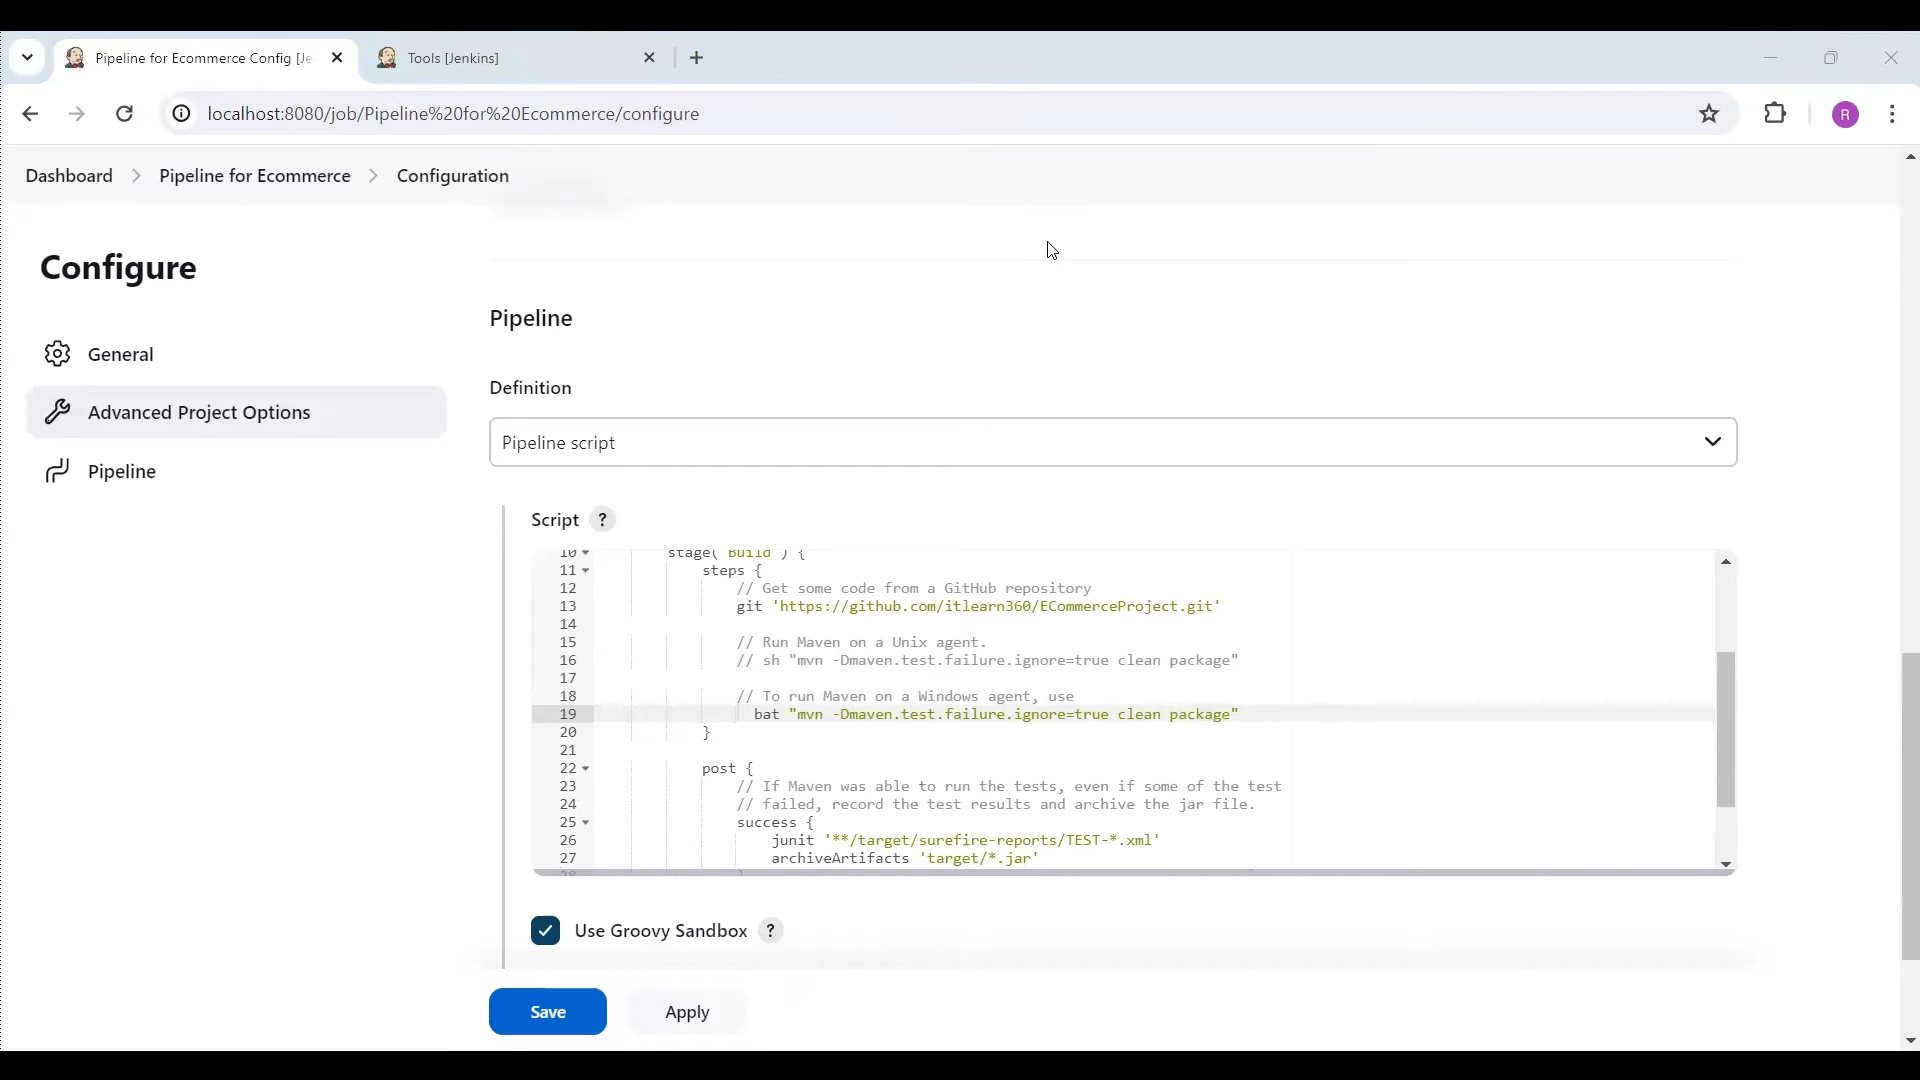 Pipeline for Ecommerce Config [Je
Tools [Jenkins]
localhost:8080/job/Pipeline%20for%20Ecommerce/configure
R
Dashboard > Pipeline for Ecommerce > Configuration
Configure
General
Advanced Project Options
Pipeline
Pipeline
Definition
Pipeline script
Script ?
10 stage('Build') {
11 steps {
12 // Get some code from a GitHub repository
13 git 'https://github.com/itlearn360/ECommerceProject.git'
14
15 // Run Maven on a Unix agent.
16 // sh "mvn -Dmaven.test.failure.ignore=true clean package"
17
18 // To run Maven on a Windows agent, use
19 bat "mvn -Dmaven.test.failure.ignore=true clean package"
20 }
21
22 post {
23 // If Maven was able to run the tests, even if some of the test
24 // failed, record the test results and archive the jar file.
25 success {
26 junit '**/target/surefire-reports/TEST-*.xml'
27 archiveArtifacts 'target/*.jar'
28 }
Use Groovy Sandbox ?
Save
Apply